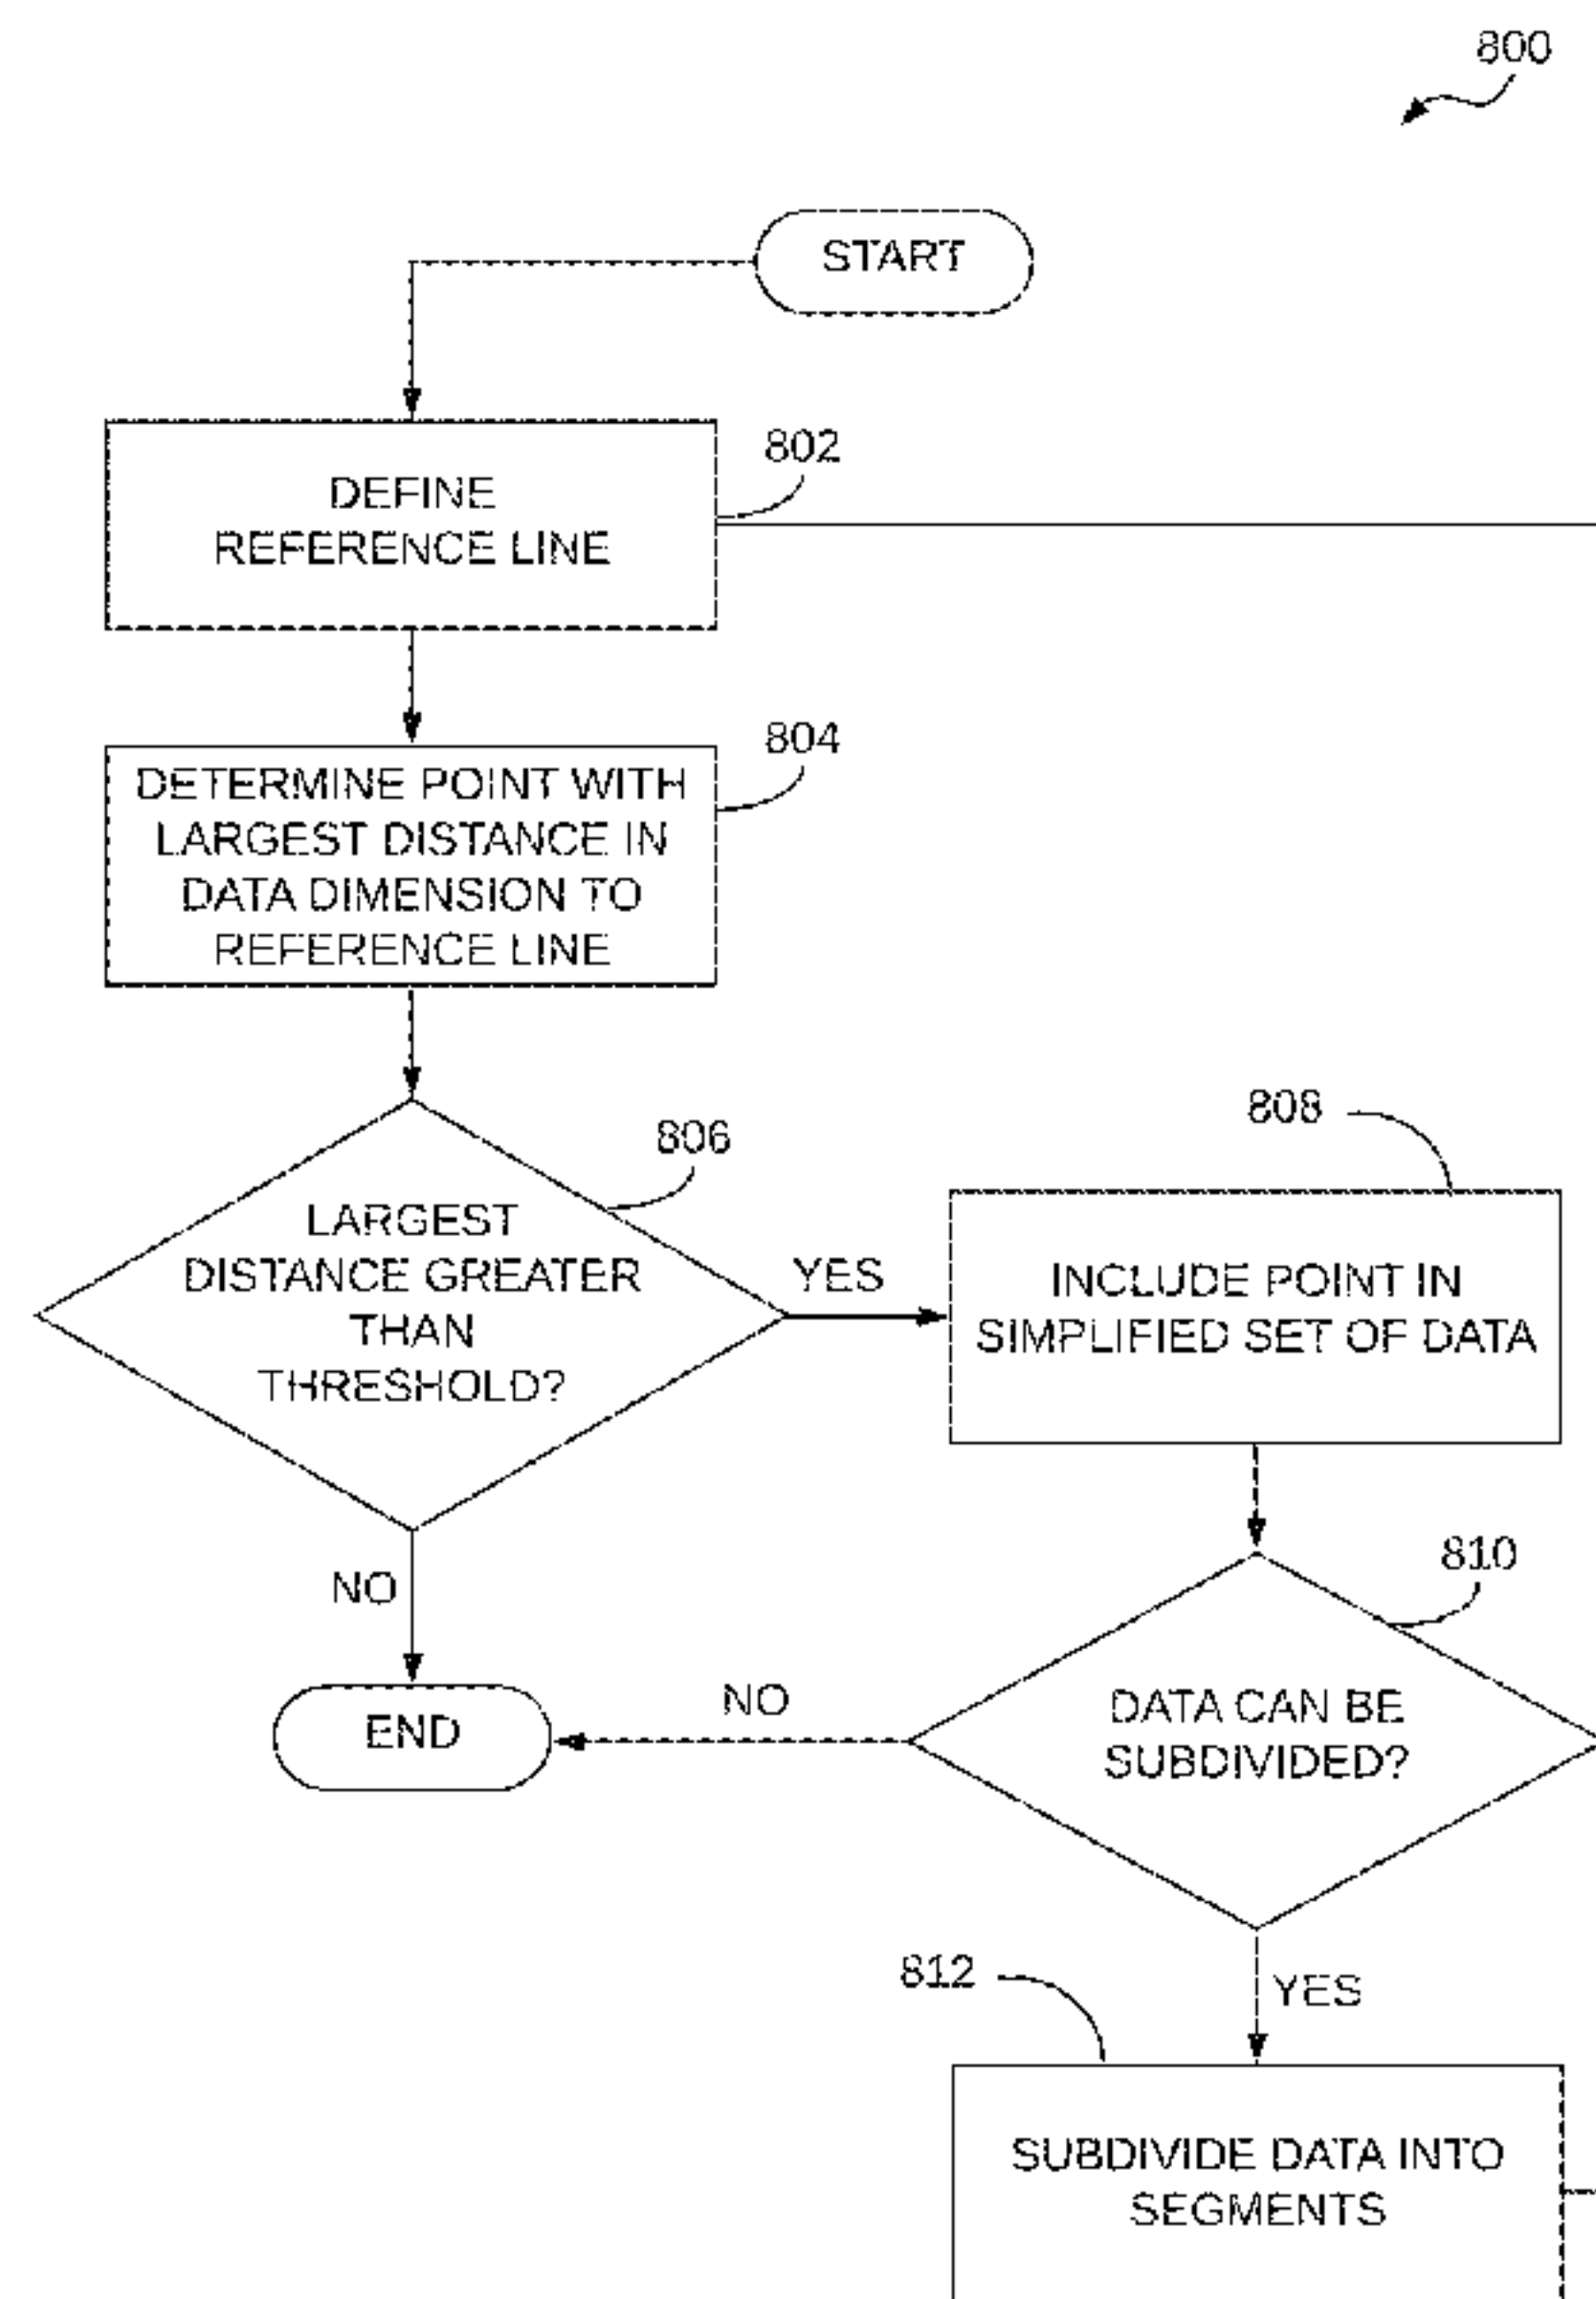 800
START
802
DEFINE
REFERENCE LINE
804
DETERMINE POINT WITH
LARGEST DISTANCE IN
DATA DIMENSION TO
REFERENCE LINE
806
LARGEST
DISTANCE GREATER
THAN
THRESHOLD?
YES
808
INCLUDE POINT IN
SIMPLIFIED SET OF DATA
NO
END
810
DATA CAN BE
SUBDIVIDED?
NO
YES
812
SUBDIVIDE DATA INTO
SEGMENTS